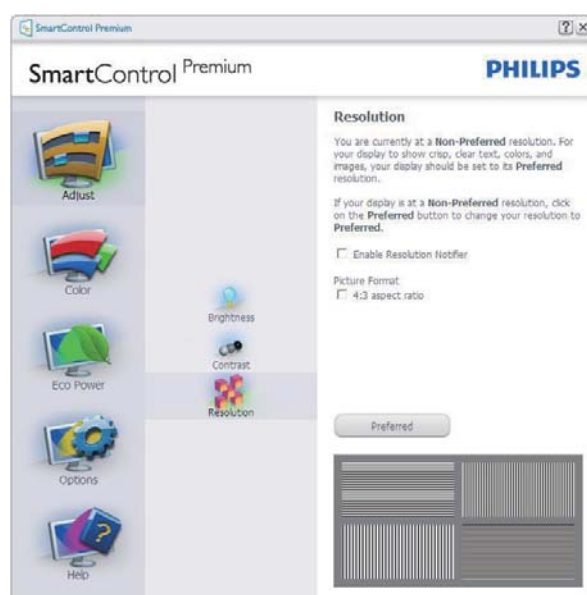 SmartControl Premium
SmartControl Premium
PHILIPS
Adjust
Color
Eco Power
Options
Help
Brightness
Contrast
Resolution
Resolution
You are currently at a Non-Preferred resolution. For
your display to show crisp, clear text, colors, and
images, your display should be set to its Preferred
resolution.
If your display is at a Non-Preferred resolution, click
on the Preferred button to change your resolution to
Preferred.
Enable Resolution Notifier
Picture Format
4:3 aspect ratio
Preferred